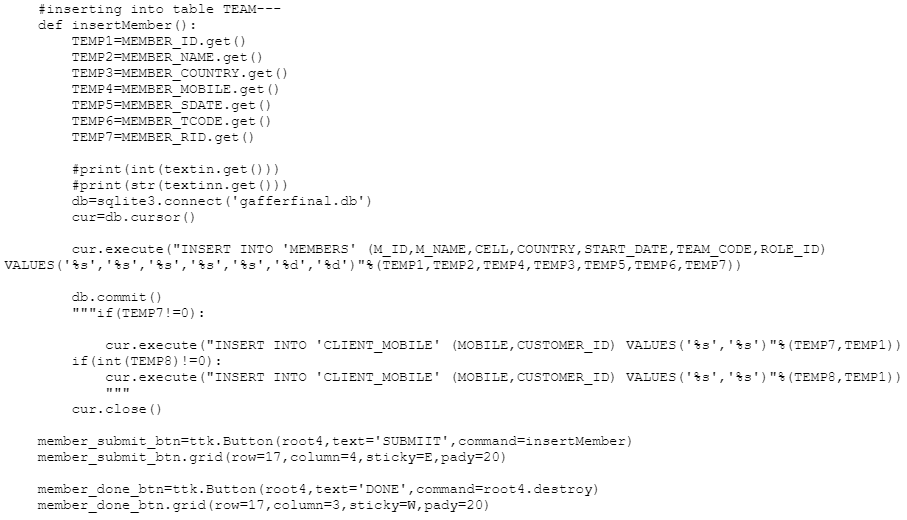 #inserting into table TEAM---
def insertMember():
TEMP1=MEMBER_ID.get()
TEMP2=MEMBER_NAME.get()
TEMP3=MEMBER_COUNTRY.get()
TEMP4=MEMBER_MOBILE.get()
TEMP5=MEMBER_SDATE.get()
TEMP6=MEMBER_TCODE.get()
TEMP7=MEMBER_RID.get()
#print(int(textin.get()))
#print(str(textinn.get()))
db=sqlite3.connect('gafferfinal.db')
cur=db.cursor()
cur.execute("INSERT INTO 'MEMBERS' (M_ID,M_NAME,CELL,COUNTRY,START_DATE,TEAM_CODE,ROLE_ID)
VALUES('%s','%s','%s','%s','%s','%d','%d')"%(TEMP1,TEMP2,TEMP4,TEMP3,TEMP5,TEMP6,TEMP7))
db.commit()
"""if(TEMP7!=0):
cur.execute("INSERT INTO 'CLIENT_MOBILE' (MOBILE,CUSTOMER_ID) VALUES('%s','%s')"%(TEMP7,TEMP1))
if(int(TEMP8)!=0):
cur.execute("INSERT INTO 'CLIENT_MOBILE' (MOBILE,CUSTOMER_ID) VALUES('%s','%s')"%(TEMP8,TEMP1))
"""
cur.close()
member_submit_btn=ttk.Button(root4,text='SUBMIIT',command=insertMember)
member_submit_btn.grid(row=17,column=4,sticky=E,pady=20)
member_done_btn=ttk.Button(root4,text='DONE',command=root4.destroy)
member_done_btn.grid(row=17,column=3,sticky=W,pady=20)